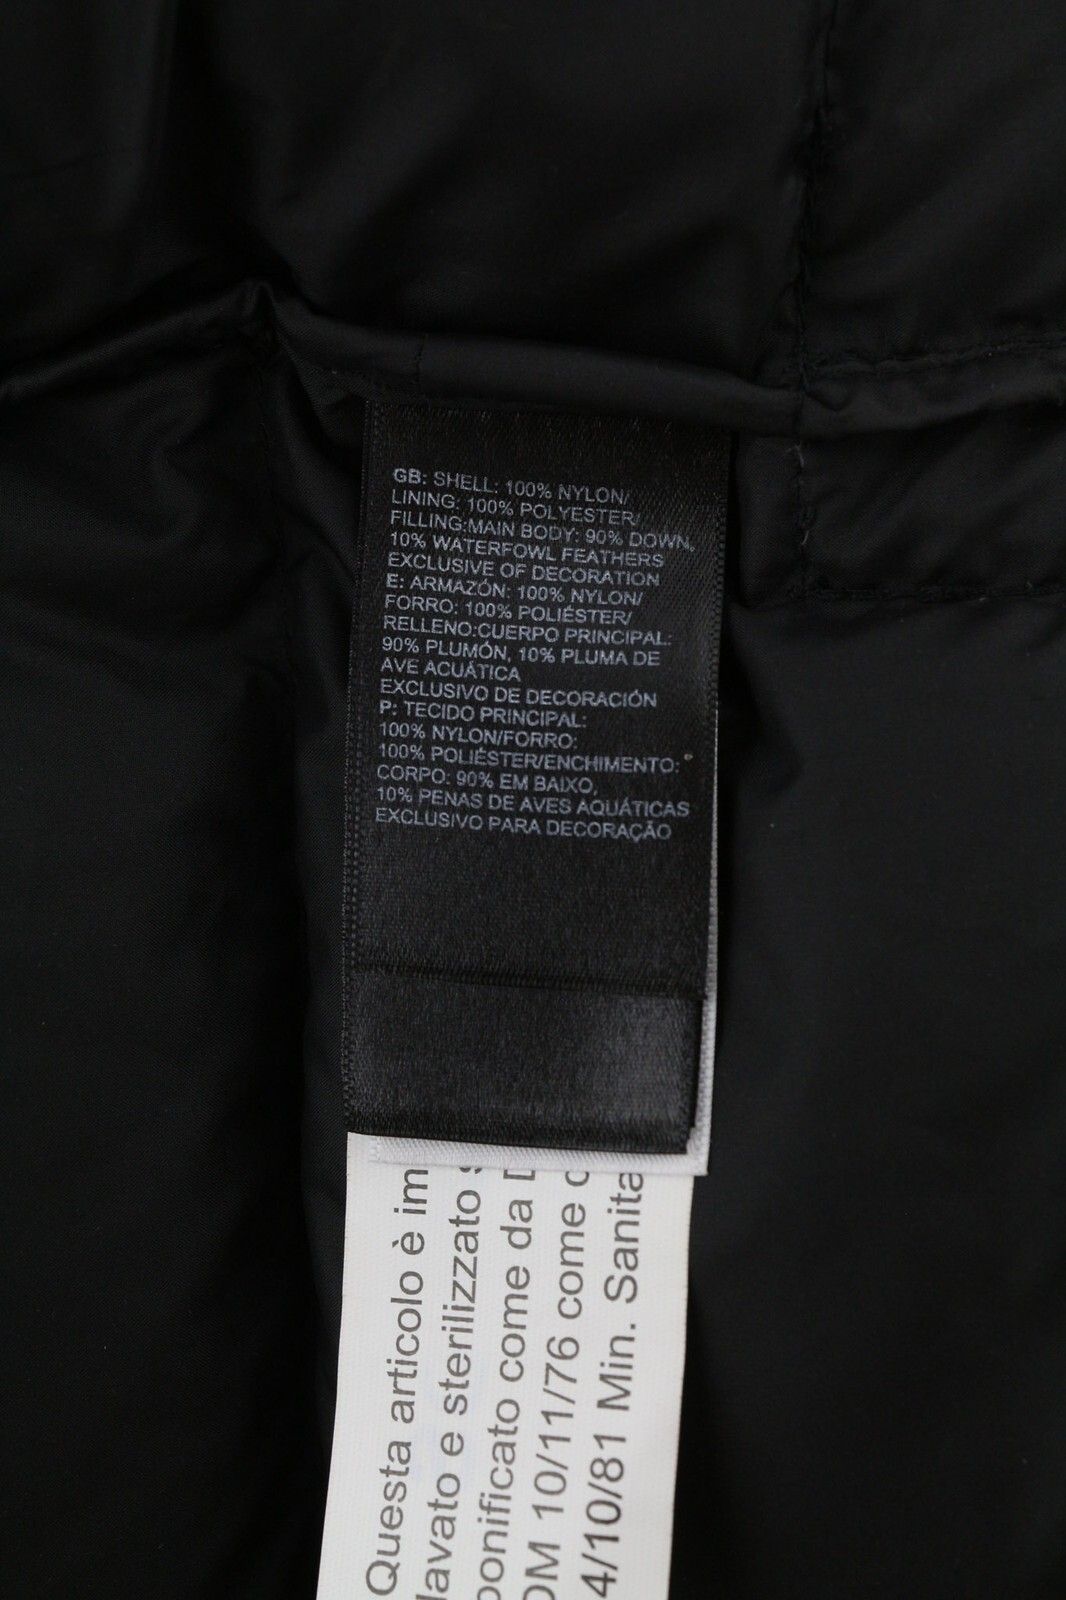 GB: SHELL: 100% NYLON/
LINING: 100% POLYESTER/
FILLING:MAIN BODY: 90% DOWN,
10% WATERFOWL FEATHERS
EXCLUSIVE OF DECORATION
E: ARMAZÓN: 100% NYLON/
FORRO: 100% POLIÉSTER/
RELLENO:CUERPO PRINCIPAL:
90% PLUMÓN, 10% PLUMA DE
AVE ACUÁTICA
EXCLUSIVO DE DECORACIÓN
P: TECIDO PRINCIPAL:
100% NYLON/FORRO:
100% POLIÉSTER/ENCHIMENTO:
CORPO: 90% EM BAIXO,
10% PENAS DE AVES AQUÁTICAS
EXCLUSIVO PARA DECORAÇÃO
Questa articolo è im
lavato e sterilizzato
ponificato come da D
DM 10/11/76 come
4/10/81 Min. Sanita